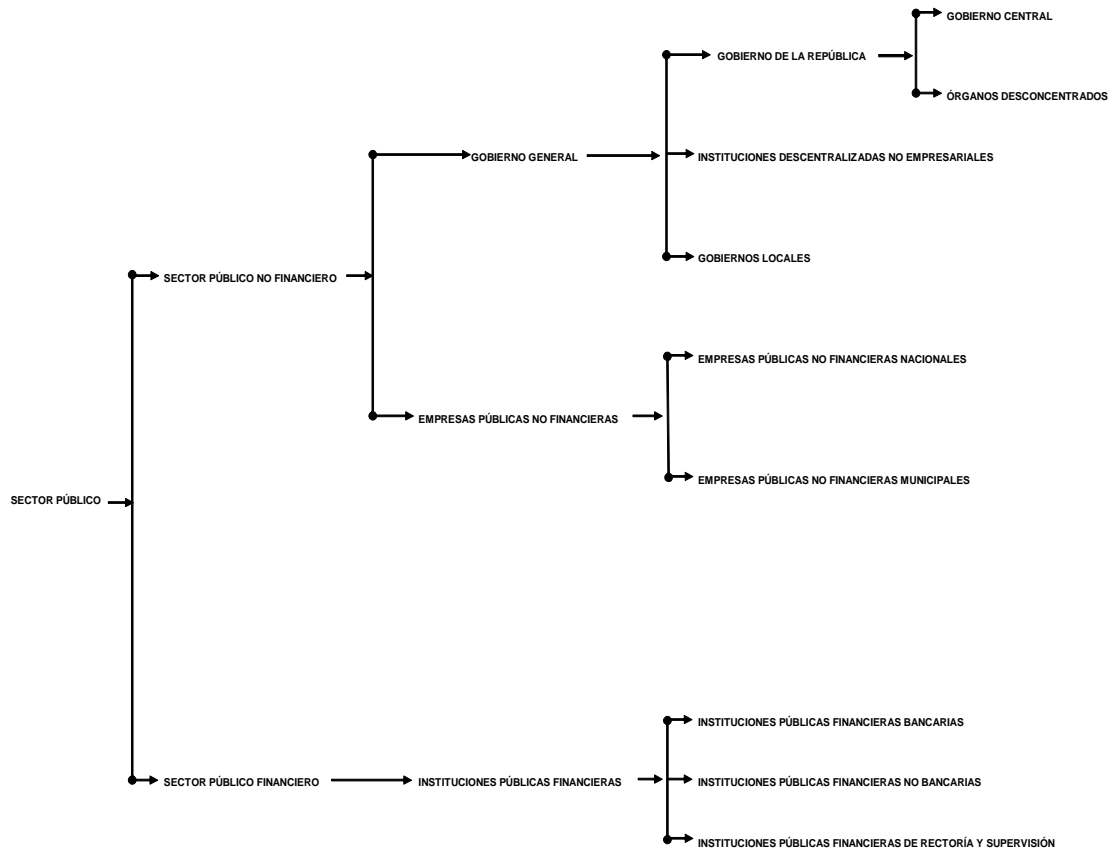 GOBIERNO CENTRAL
GOBIERNO DE LA REPÚBLICA
ÓRGANOS DESCONCENTRADOS
GOBIERNO GENERAL
INSTITUCIONES DESCENTRALIZADAS NO EMPRESARIALES
GOBIERNOS LOCALES
SECTOR PÚBLICO NO FINANCIERO
EMPRESAS PÚBLICAS NO FINANCIERAS NACIONALES
EMPRESAS PÚBLICAS NO FINANCIERAS
EMPRESAS PÚBLICAS NO FINANCIERAS MUNICIPALES
SECTOR PÚBLICO
INSTITUCIONES PÚBLICAS FINANCIERAS BANCARIAS
SECTOR PÚBLICO FINANCIERO
INSTITUCIONES PÚBLICAS FINANCIERAS
INSTITUCIONES PÚBLICAS FINANCIERAS NO BANCARIAS
INSTITUCIONES PÚBLICAS FINANCIERAS DE RECTORÍA Y SUPERVISIÓN